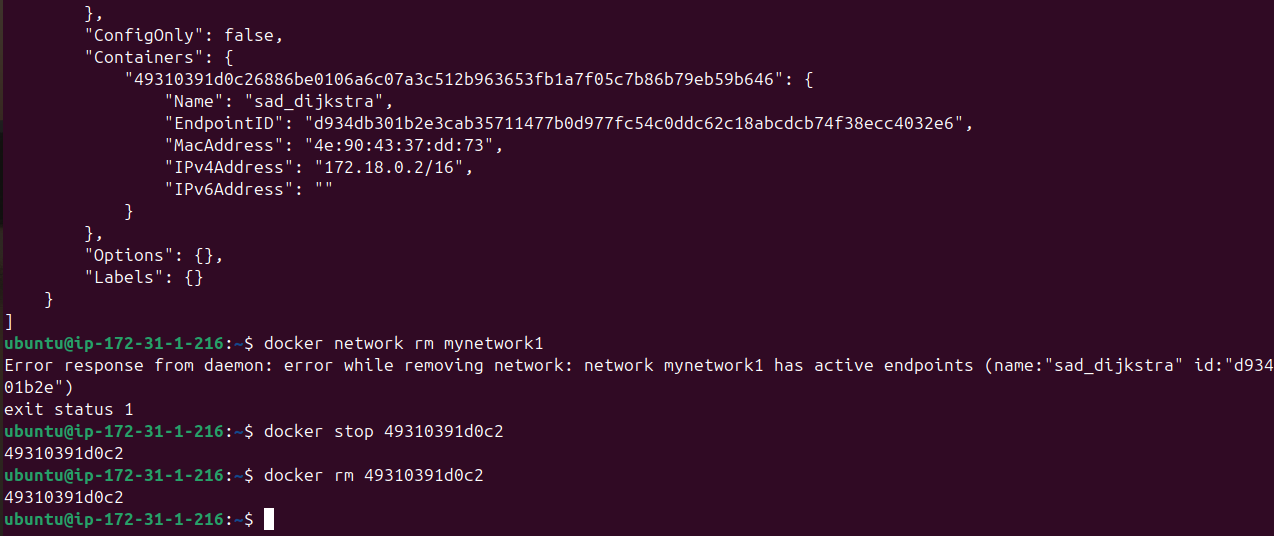 },
"ConfigOnly": false,
"Containers": {
"49310391d0c26886be0106a6c07a3c512b963653fb1a7f05c7b86b79eb59b646": {
"Name": "sad_dijkstra",
"EndpointID": "d934db301b2e3cab35711477b0d977fc54c0ddc62c18abcdcb74f38ecc4032e6",
"MacAddress": "4e:90:43:37:dd:73",
"IPv4Address": "172.18.0.2/16",
"IPv6Address": ""
}
},
"Options": {},
"Labels": {}
}
]
ubuntu@ip-172-31-1-216:~$ docker network rm mynetwork1
Error response from daemon: error while removing network: network mynetwork1 has active endpoints (name:"sad_dijkstra" id:"d934
01b2e")
exit status 1
ubuntu@ip-172-31-1-216:~$ docker stop 49310391d0c2
49310391d0c2
ubuntu@ip-172-31-1-216:~$ docker rm 49310391d0c2
49310391d0c2
ubuntu@ip-172-31-1-216:~$